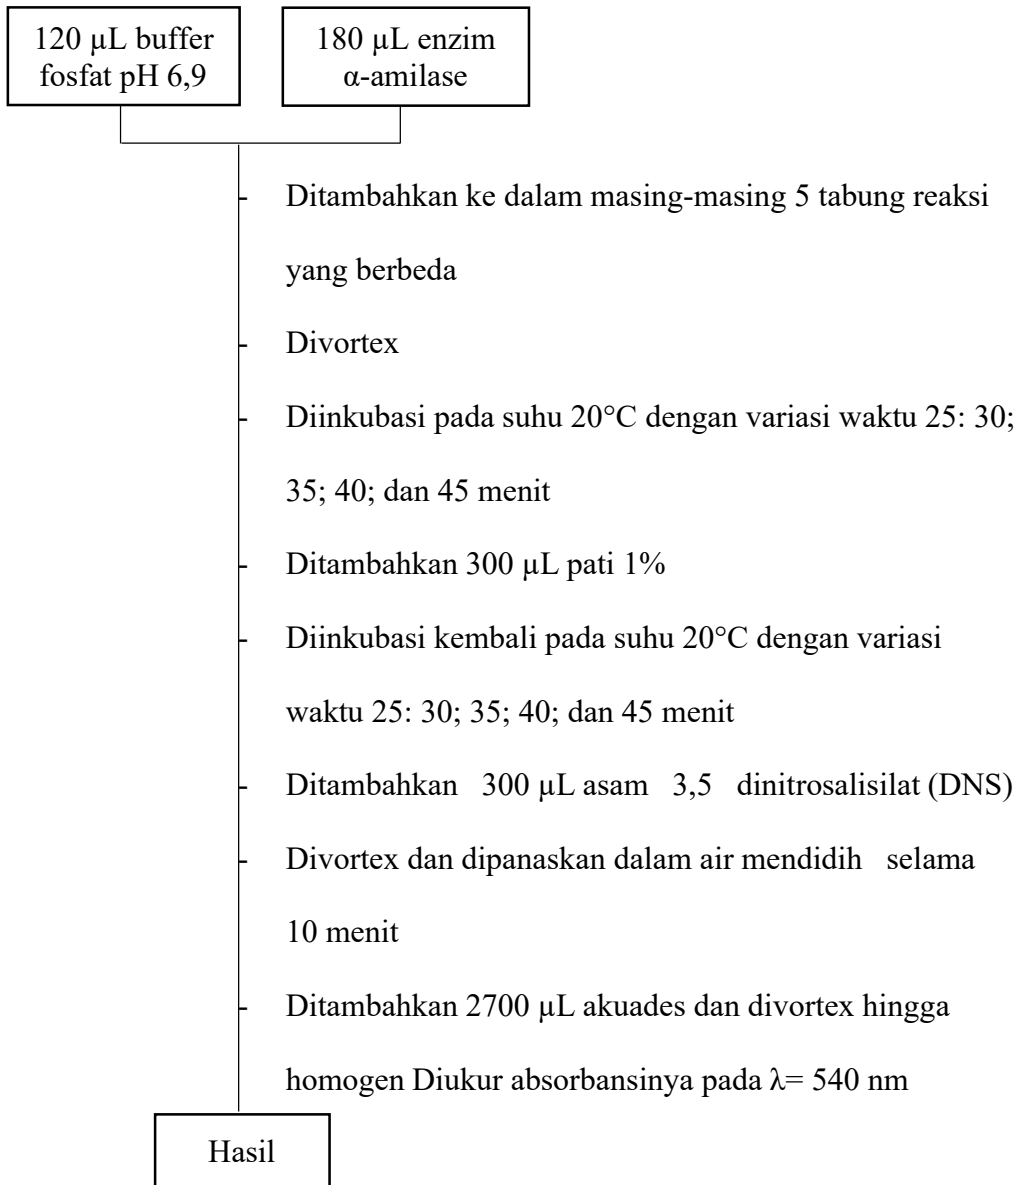 120 µL buffer
fosfat pH 6,9
180 µL enzim
α-amilase
- Ditambahkan ke dalam masing-masing 5 tabung reaksi
yang berbeda
- Divortex
- Diinkubasi pada suhu 20°C dengan variasi waktu 25: 30;
35; 40; dan 45 menit
- Ditambahkan 300 µL pati 1%
- Diinkubasi kembali pada suhu 20°C dengan variasi
waktu 25: 30; 35; 40; dan 45 menit
- Ditambahkan 300 µL asam 3,5 dinitrosalisilat (DNS)
- Divortex dan dipanaskan dalam air mendidih selama
10 menit
- Ditambahkan 2700 µL akuades dan divortex hingga
homogen Diukur absorbansinya pada λ= 540 nm
Hasil